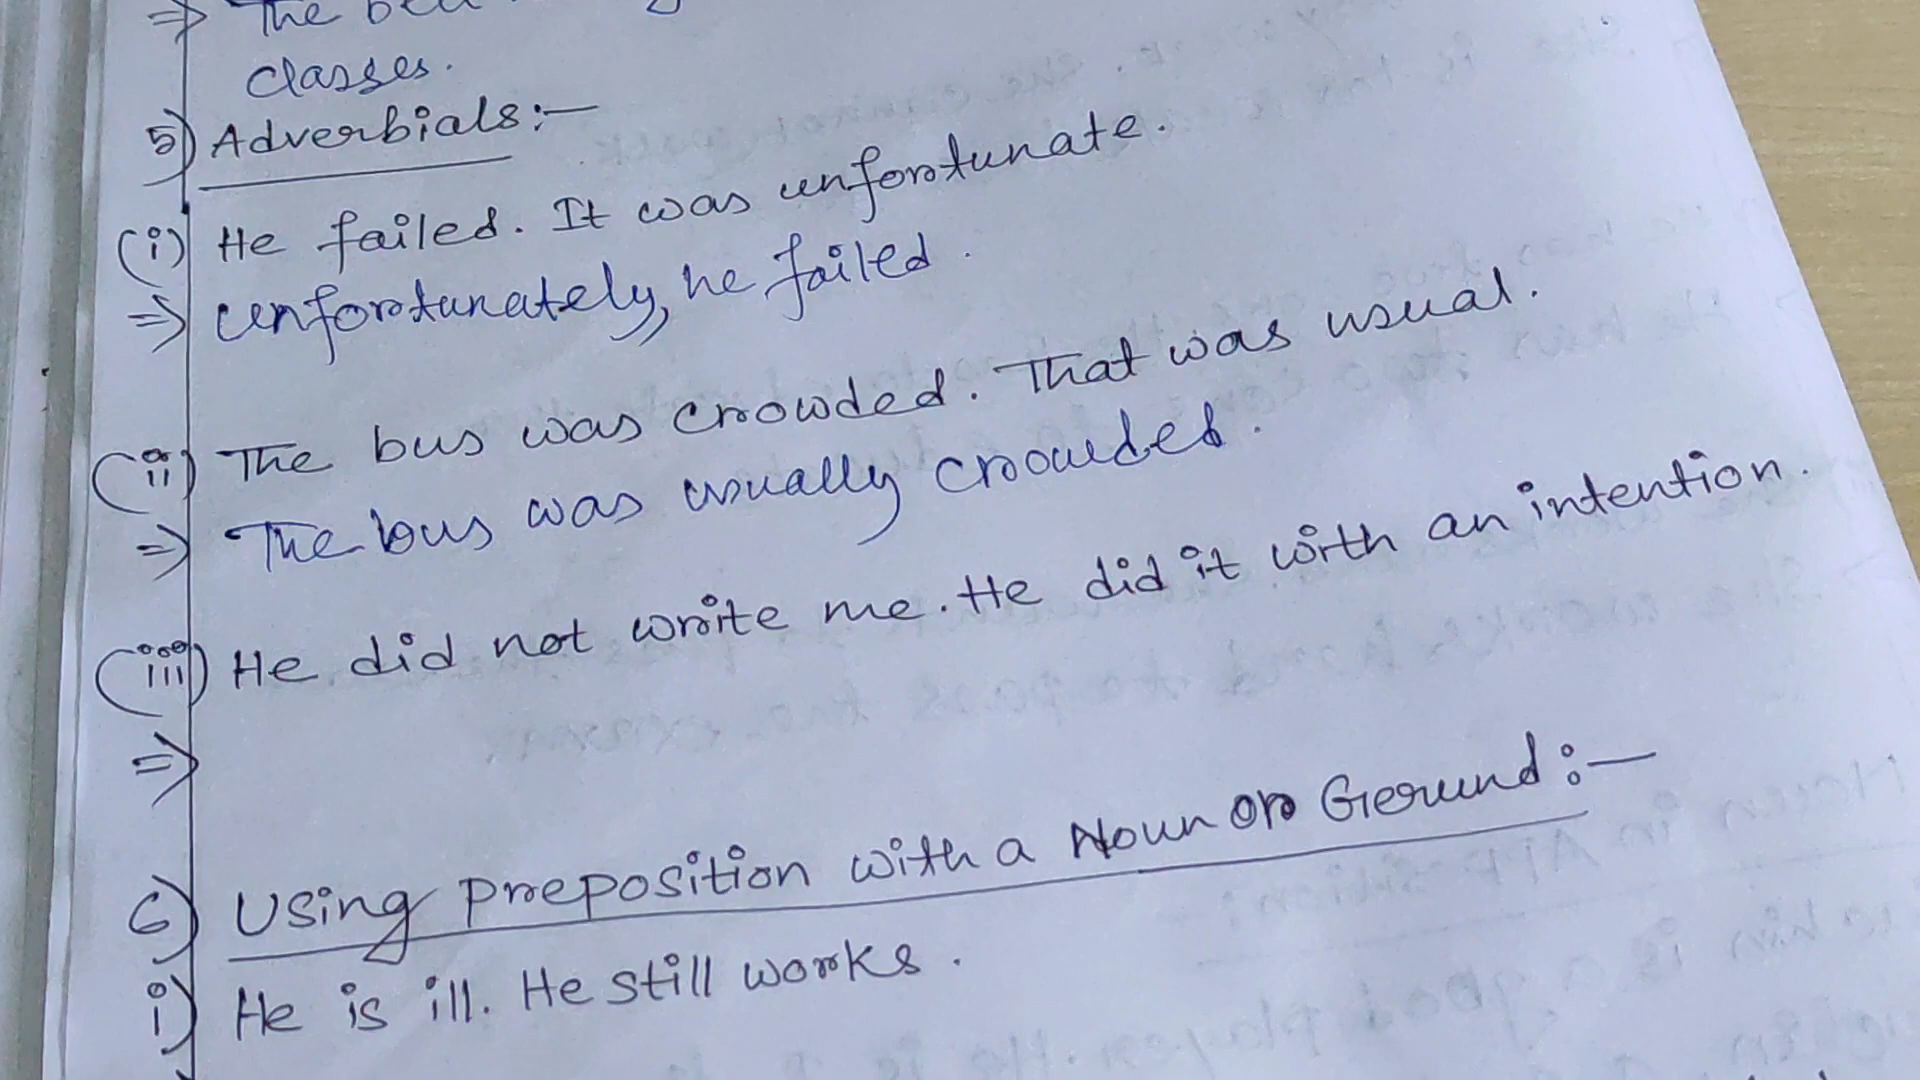 ⇒ The
classes.
5) Adverbials:-
(i) He failed. It was unfortunate.
⇒ unfortunately, he failed.
(ii) The bus was crowded. That was usual.
⇒ The bus was usually crowded.
(iii) He did not write me. He did it with an intention.
⇒
6) Using Preposition with a Noun or Gerund:-
i) He is ill. He still works.